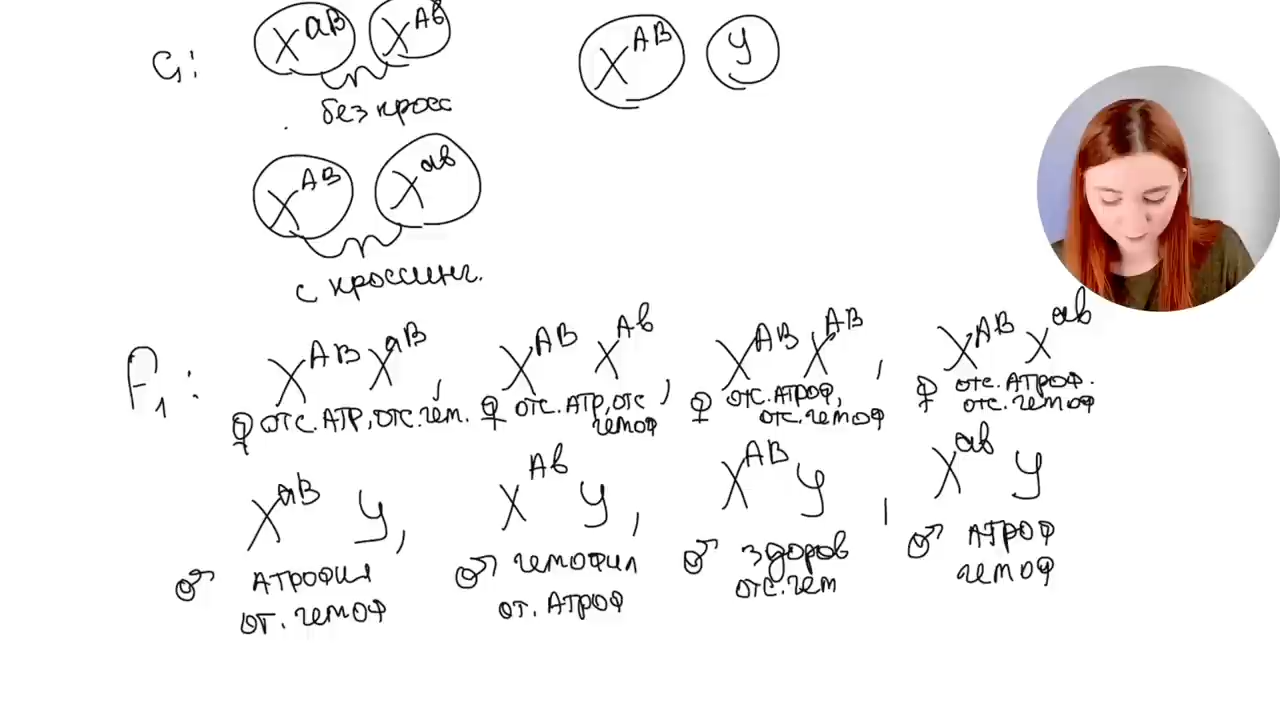 G: X^aB X^Ab X^AB y
без кросс
X^AB X^ab
с кроссинг.
F₁: X^AB X^aB, X^AB X^Ab, X^AB X^AB, X^AB X^ab
♀ отс. АТР, отс. гем. ♀ отс. АТР, отс гемоф ♀ отс. АТРОФ, отс. гемоф ♀ отс. АТРОФ. отс. гемоф
X^aB y, X^Ab y, X^AB y, X^ab y
♂ АТРОФИЯ от. гемоф ♂ гемофил от. АТРОФ ♂ здоров отс. гем ♂ АТРОФ гемоф